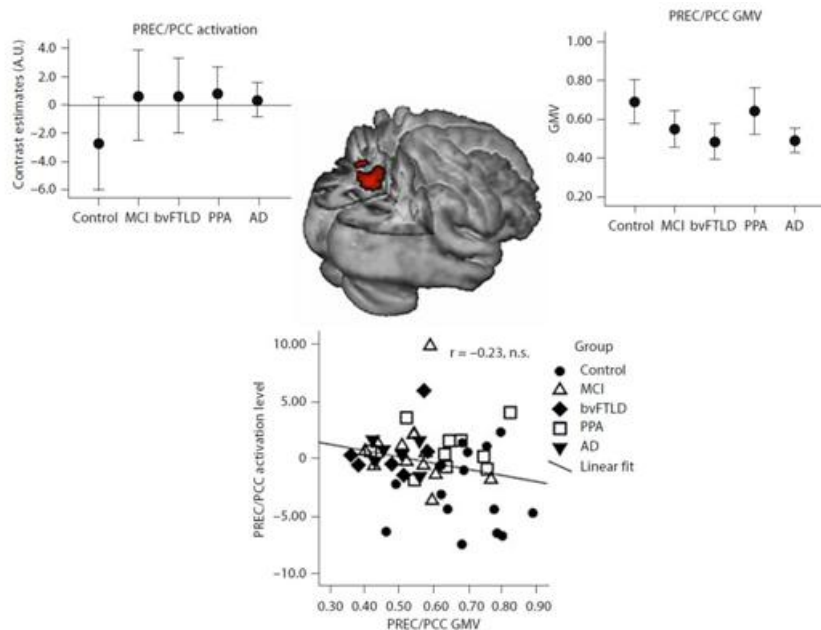 PREC/PCC activation
Contrast estimates (A.U.)
4.0
2.0
0
−2.0
−4.0
−6.0
Control MCI bvFTLD PPA AD
PREC/PCC GMV
GMV
1.00
0.80
0.60
0.40
0.20
Control MCI bvFTLD PPA AD
PREC/PCC activation level
10.00
5.00
0
−5.00
−10.0
r = −0.23, n.s.
0.30 0.40 0.50 0.60 0.70 0.80 0.90
PREC/PCC GMV
Group
Control
MCI
bvFTLD
PPA
AD
Linear fit